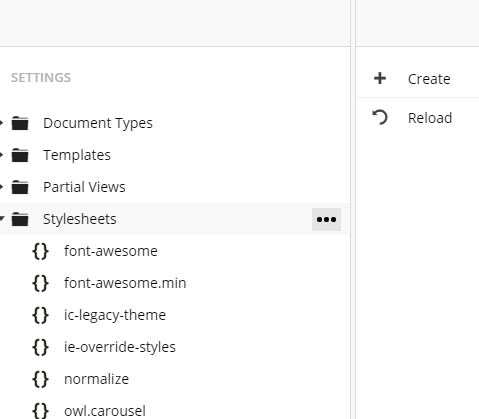 SETTINGS
Document Types
Templates
Partial Views
Stylesheets
font-awesome
font-awesome.min
ic-legacy-theme
ie-override-styles
normalize
owl.carousel
Create
Reload